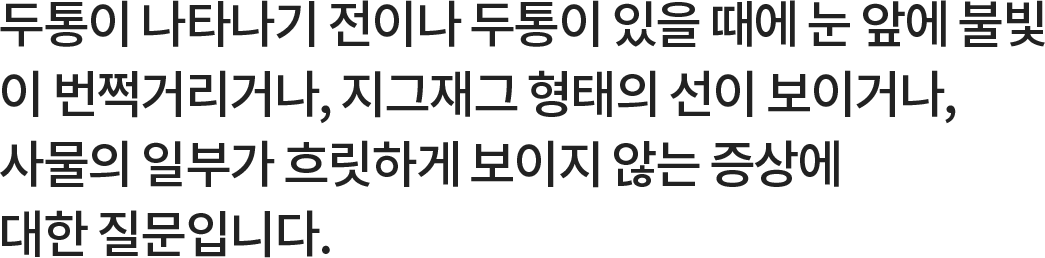 두통이 나타나기 전이나 두통이 있을 때에 눈 앞에 불빛
이 번쩍거리거나, 지그재그 형태의 선이 보이거나,
사물의 일부가 흐릿하게 보이지 않는 증상에
대한 질문입니다.